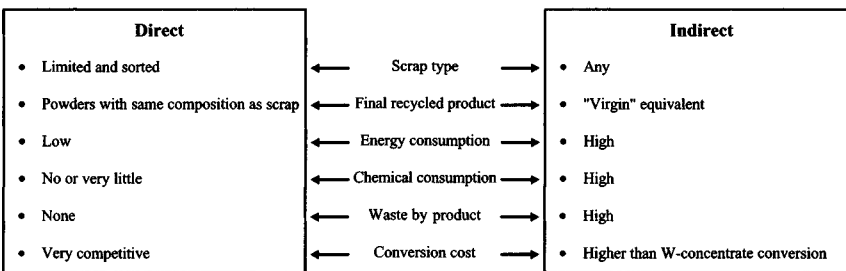 Direct Indirect
• Limited and sorted Scrap type • Any
• Powders with same composition as scrap Final recycled product • "Virgin" equivalent
• Low Energy consumption • High
• No or very little Chemical consumption • High
• None Waste by product • High
• Very competitive Conversion cost • Higher than W-concentrate conversion